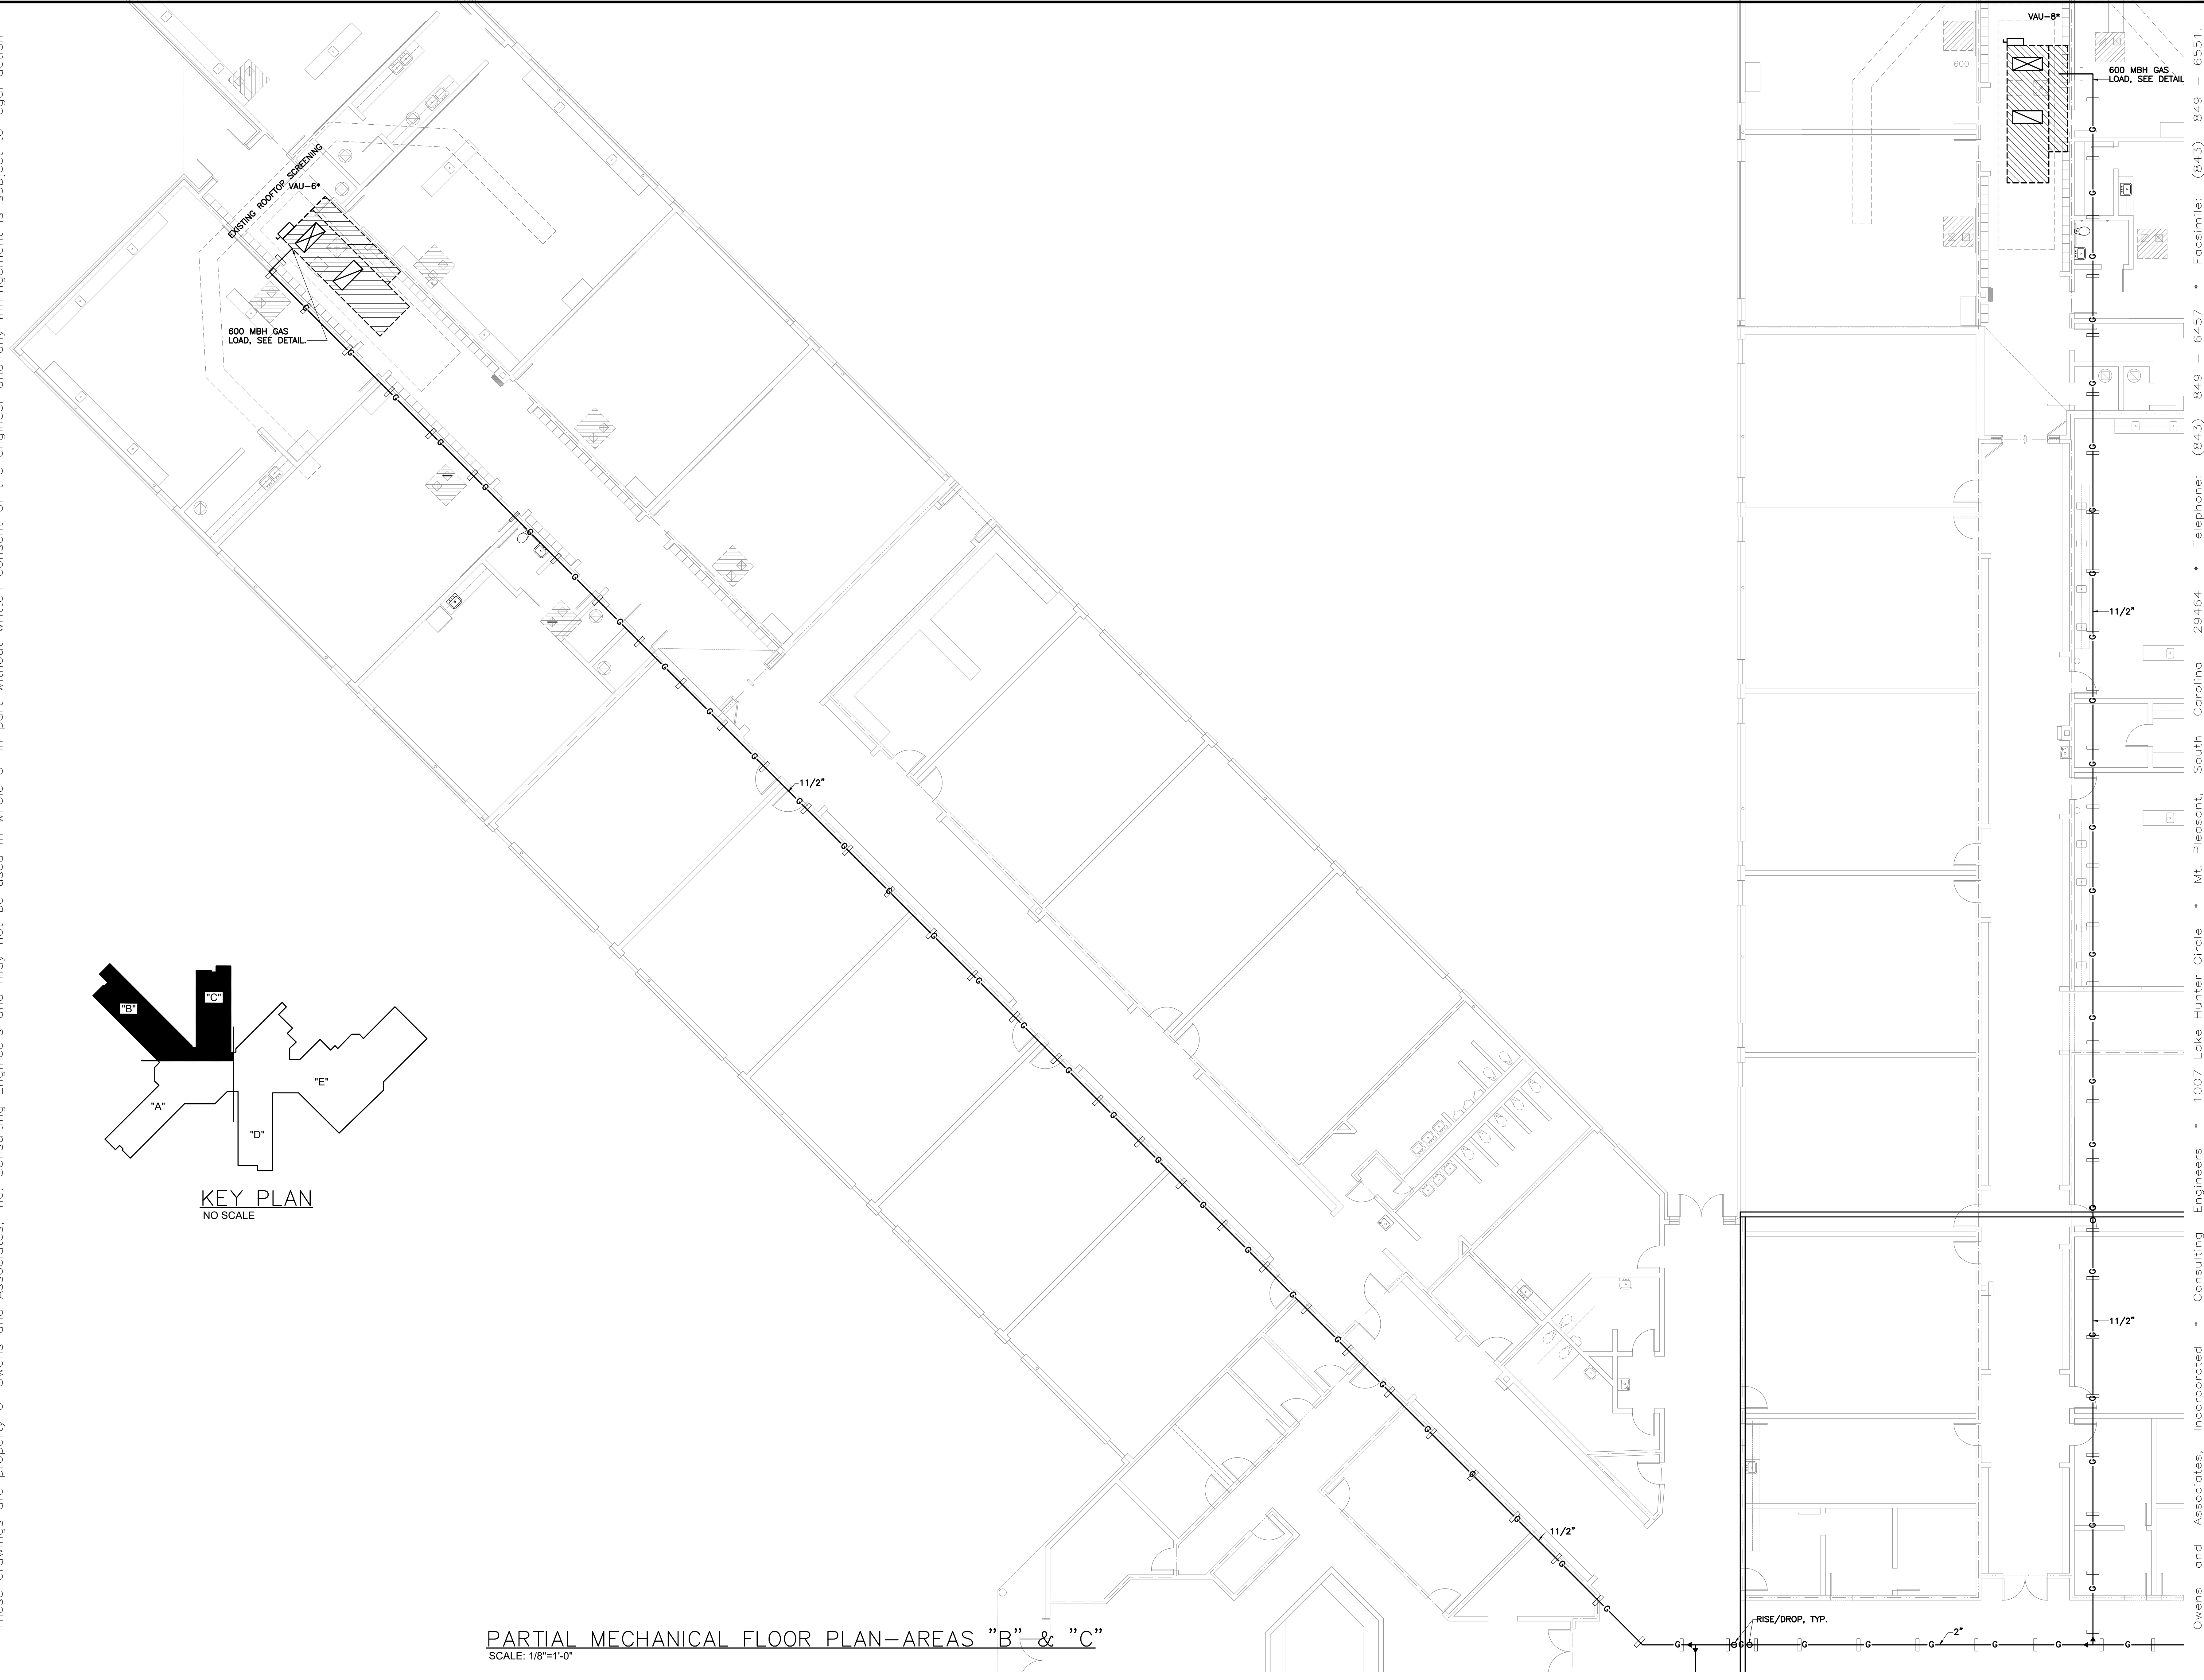 VAU-8*
600 MBH GAS
LOAD, SEE DETAIL
600
EXISTING ROOFTOP SCREENING
VAU-6*
600 MBH GAS
LOAD, SEE DETAIL.
11/2"
11/2"
"B"
"C"
"E"
"A"
"D"
KEY PLAN
NO SCALE
11/2"
11/2"
RISE/DROP, TYP.
2"
G
PARTIAL MECHANICAL FLOOR PLAN-AREAS "B" & "C"
SCALE: 1/8"=1'-0"
Owens and Associates, Incorporated * Consulting Engineers * 1007 Lake Hunter Circle * Mt. Pleasant, South Carolina 29464 * Telephone: (843) 849 - 6457 * Facsimile: (843) 849 - 6551,